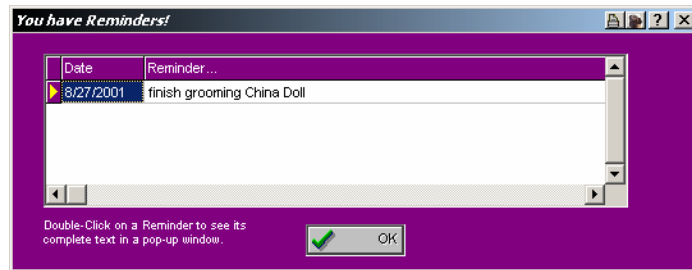 You have Reminders!
?
Date Reminder...
8/27/2001 finish grooming China Doll
Double-Click on a Reminder to see its
complete text in a pop-up window.
OK